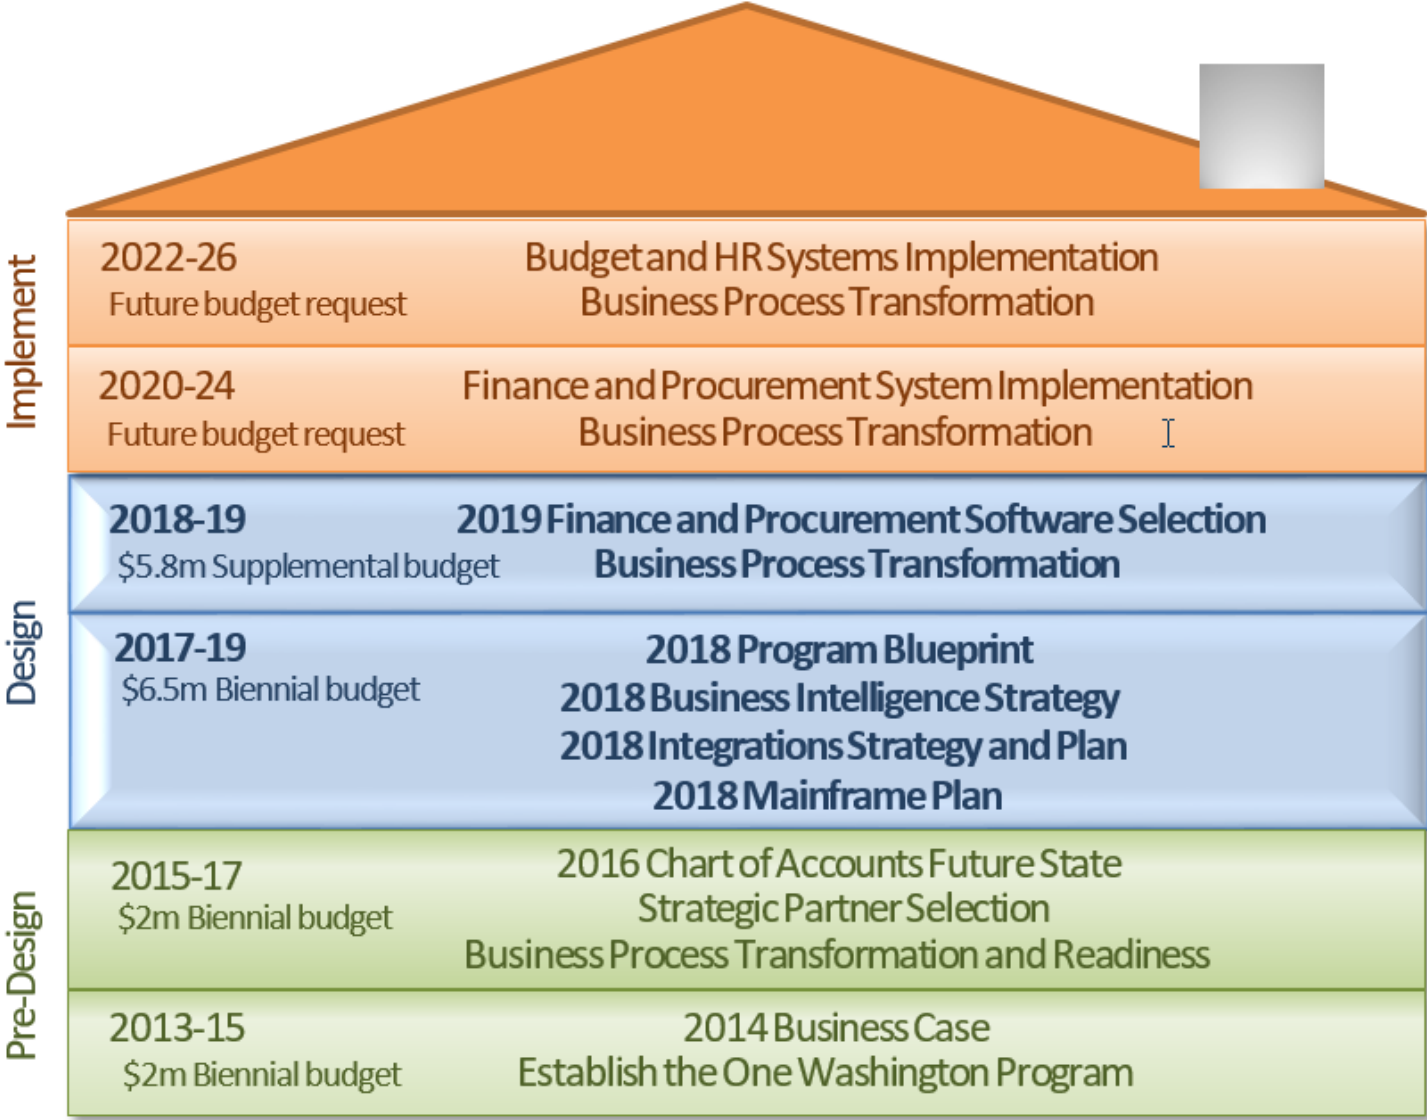 Implement
2022-26
Budget and HR Systems Implementation
Future budget request
Business Process Transformation
2020-24
Finance and Procurement System Implementation
Future budget request
Business Process Transformation
Design
2018-19
2019 Finance and Procurement Software Selection
$5.8m Supplemental budget
Business Process Transformation
2017-19
2018 Program Blueprint
$6.5m Biennial budget
2018 Business Intelligence Strategy
2018 Integrations Strategy and Plan
2018 Mainframe Plan
Pre-Design
2015-17
2016 Chart of Accounts Future State
$2m Biennial budget
Strategic Partner Selection
Business Process Transformation and Readiness
2013-15
2014 Business Case
$2m Biennial budget
Establish the One Washington Program